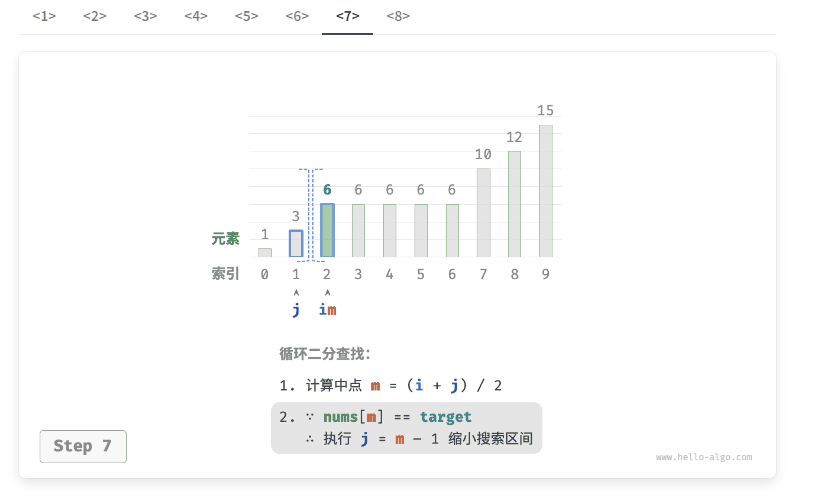 <1> <2> <3> <4> <5> <6> <7> <8>
15
12
10
6 6 6 6 6
3
1
元素
索引 0 1 2 3 4 5 6 7 8 9
j im
循环二分查找:
1. 计算中点 m = (i + j) / 2
2. ∵ nums[m] == target
∴ 执行 j = m - 1 缩小搜索区间
Step 7
www.hello-algo.com